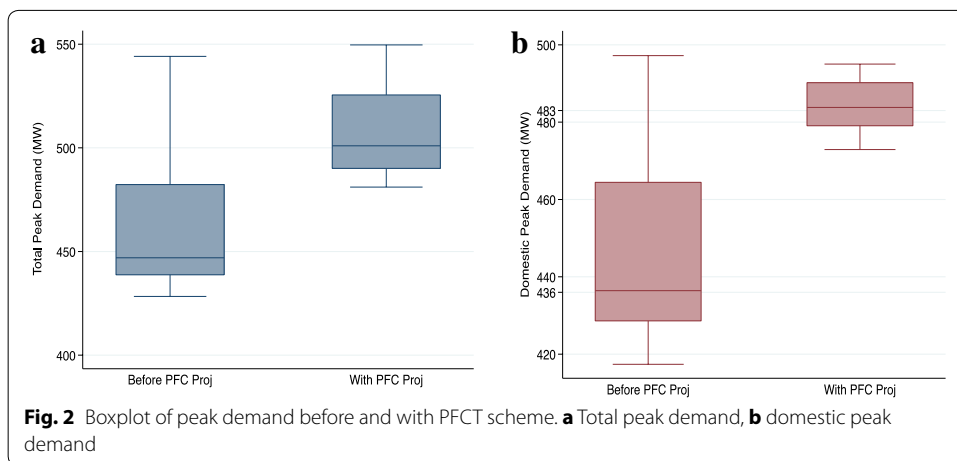 a
Total Peak Demand (MW)
550
500
450
400
Before PFC Proj
With PFC Proj
b
Domestic Peak Demand (MW)
500
483
480
460
440
436
420
Before PFC Proj
With PFC Proj
Fig. 2 Boxplot of peak demand before and with PFCT scheme. a Total peak demand, b domestic peak
demand